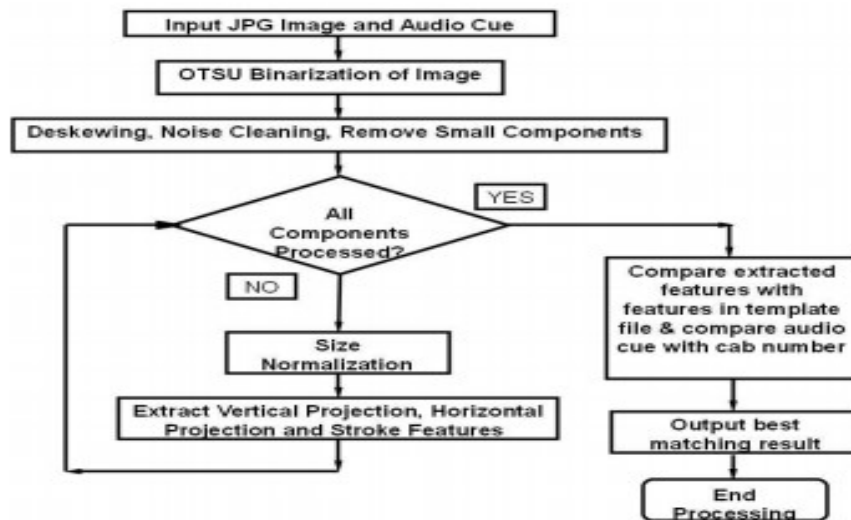 Input JPG Image and Audio Cue
OTSU Binarization of Image
Deskewing, Noise Cleaning, Remove Small Components
All
Components
Processed?
YES
NO
Size
Normalization
Extract Vertical Projection, Horizontal
Projection and Stroke Features
Compare extracted
features with
features in template
file & compare audio
cue with cab number
Output best
matching result
End
Processing